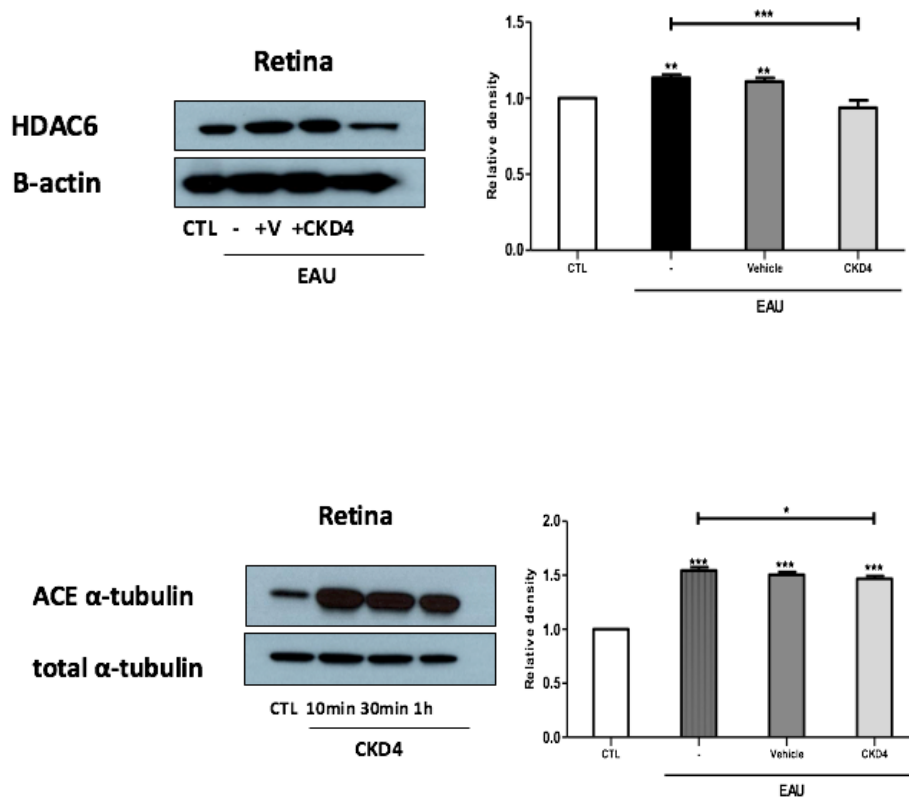 Retina
HDAC6
B-actin
CTL - +V +CKD4
EAU
***
1.5
1.0
0.5
0.0
Relative density
** **
CTL - Vehicle CKD4
EAU
Retina
ACE α-tubulin
total α-tubulin
CTL 10min 30min 1h
CKD4
*
2.0
1.5
1.0
0.5
0.0
Relative density
*** *** ***
CTL - Vehicle CKD4
EAU